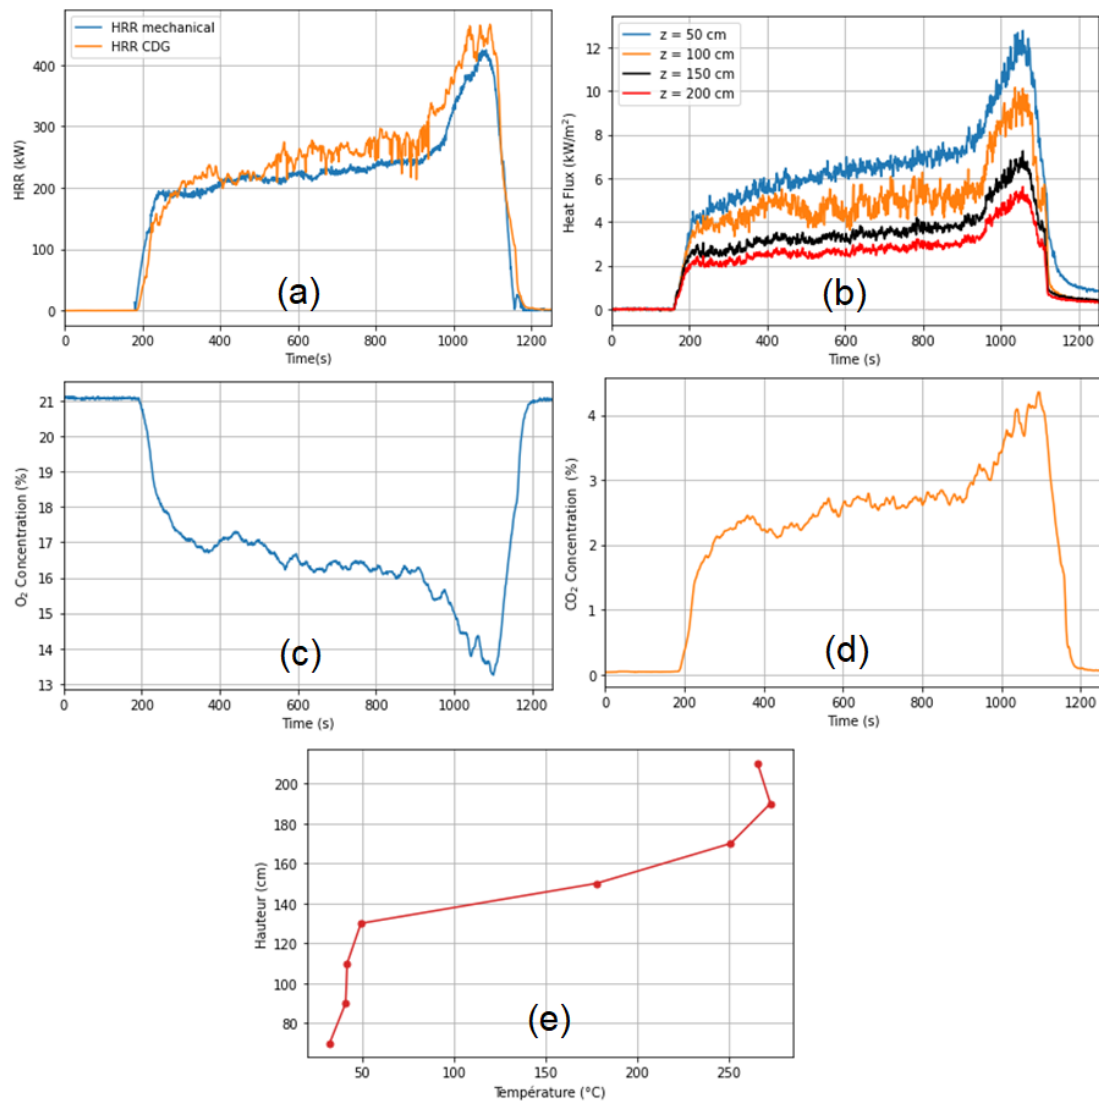 HRR mechanical
HRR CDG
HRR (kW)
400
300
200
100
0
(a)
0 200 400 600 800 1000 1200
Time(s)
z = 50 cm
z = 100 cm
z = 150 cm
z = 200 cm
Heat Flux (kW/m²)
12
10
8
6
4
2
0
(b)
0 200 400 600 800 1000 1200
Time (s)
O₂ Concentration (%)
21
20
19
18
17
16
15
14
13
(c)
0 200 400 600 800 1000 1200
Time (s)
CO₂ Concentration (%)
4
3
2
1
0
(d)
0 200 400 600 800 1000 1200
Time (s)
Hauteur (cm)
200
180
160
140
120
100
80
(e)
50 100 150 200 250
Température (°C)